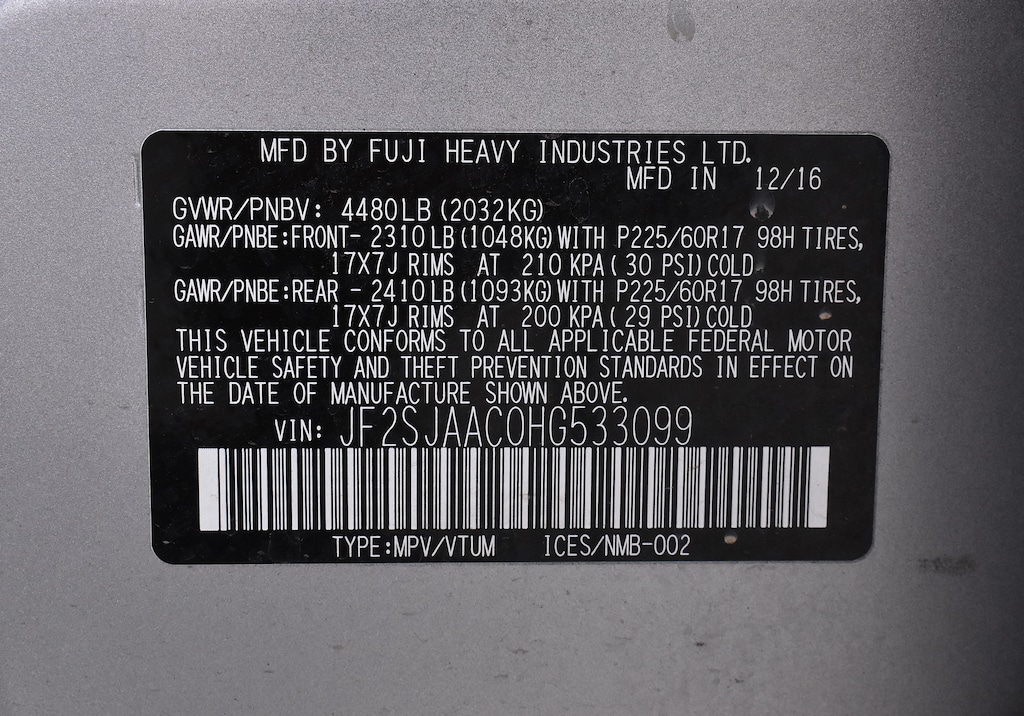 MFD BY FUJI HEAVY INDUSTRIES LTD.
MFD IN 12/16
GVWR/PNBV: 4480LB (2032KG)
GAWR/PNBE:FRONT- 2310LB (1048KG) WITH P225/60R17 98H TIRES,
17X7J RIMS AT 210 KPA (30 PSI) COLD
GAWR/PNBE:REAR - 2410LB (1093KG) WITH P225/60R17 98H TIRES,
17X7J RIMS AT 200 KPA (29 PSI) COLD
THIS VEHICLE CONFORMS TO ALL APPLICABLE FEDERAL MOTOR
VEHICLE SAFETY AND THEFT PREVENTION STANDARDS IN EFFECT ON
THE DATE OF MANUFACTURE SHOWN ABOVE.
VIN: JF2SJAAC0HG533099
TYPE:MPV/VTUM ICES/NMB-002